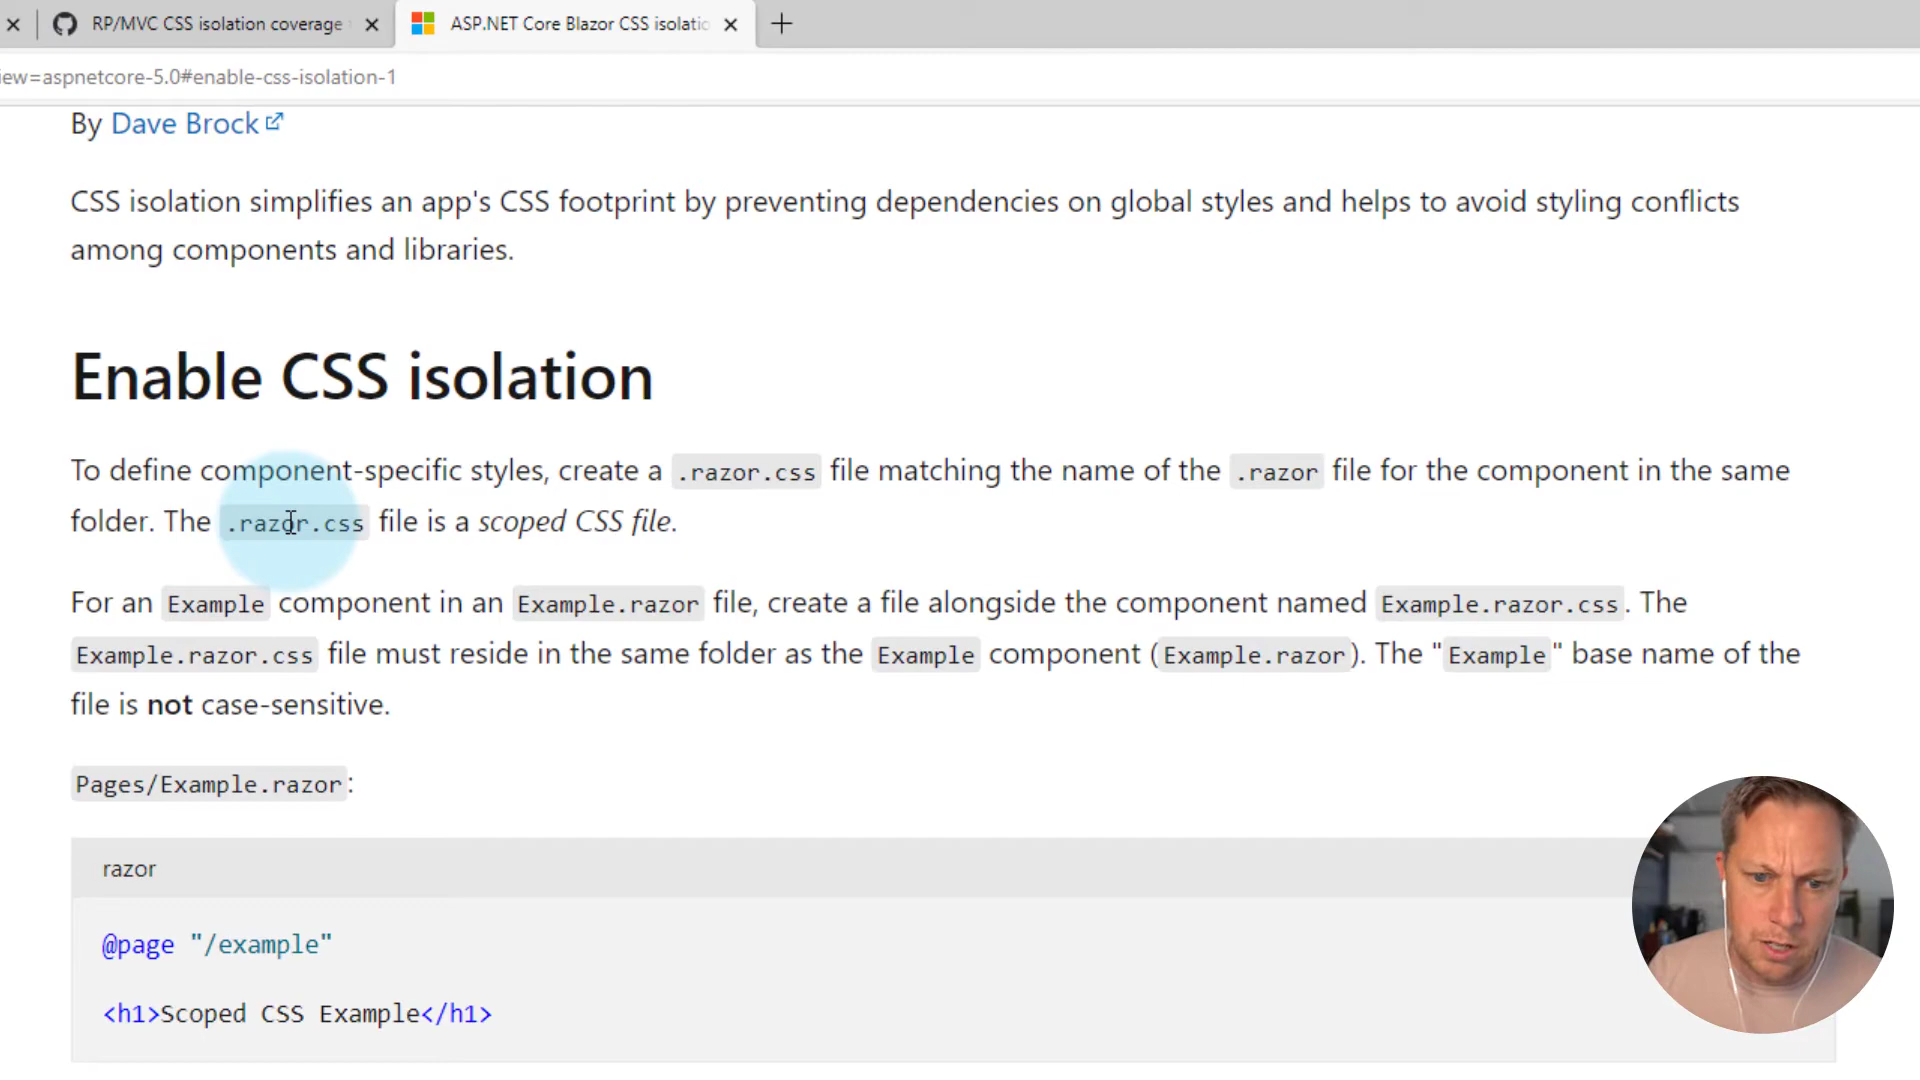 RP/MVC CSS isolation coverage
ASP.NET Core Blazor CSS isolatio
iew=aspnetcore-5.0#enable-css-isolation-1
By Dave Brock
CSS isolation simplifies an app's CSS footprint by preventing dependencies on global styles and helps to avoid styling conflicts
among components and libraries.
Enable CSS isolation
To define component-specific styles, create a .razor.css file matching the name of the .razor file for the component in the same
folder. The .razor.css file is a scoped CSS file.
For an Example component in an Example.razor file, create a file alongside the component named Example.razor.css. The
Example.razor.css file must reside in the same folder as the Example component (Example.razor). The "Example" base name of the
file is not case-sensitive.
Pages/Example.razor:
razor
@page "/example"
<h1>Scoped CSS Example</h1>